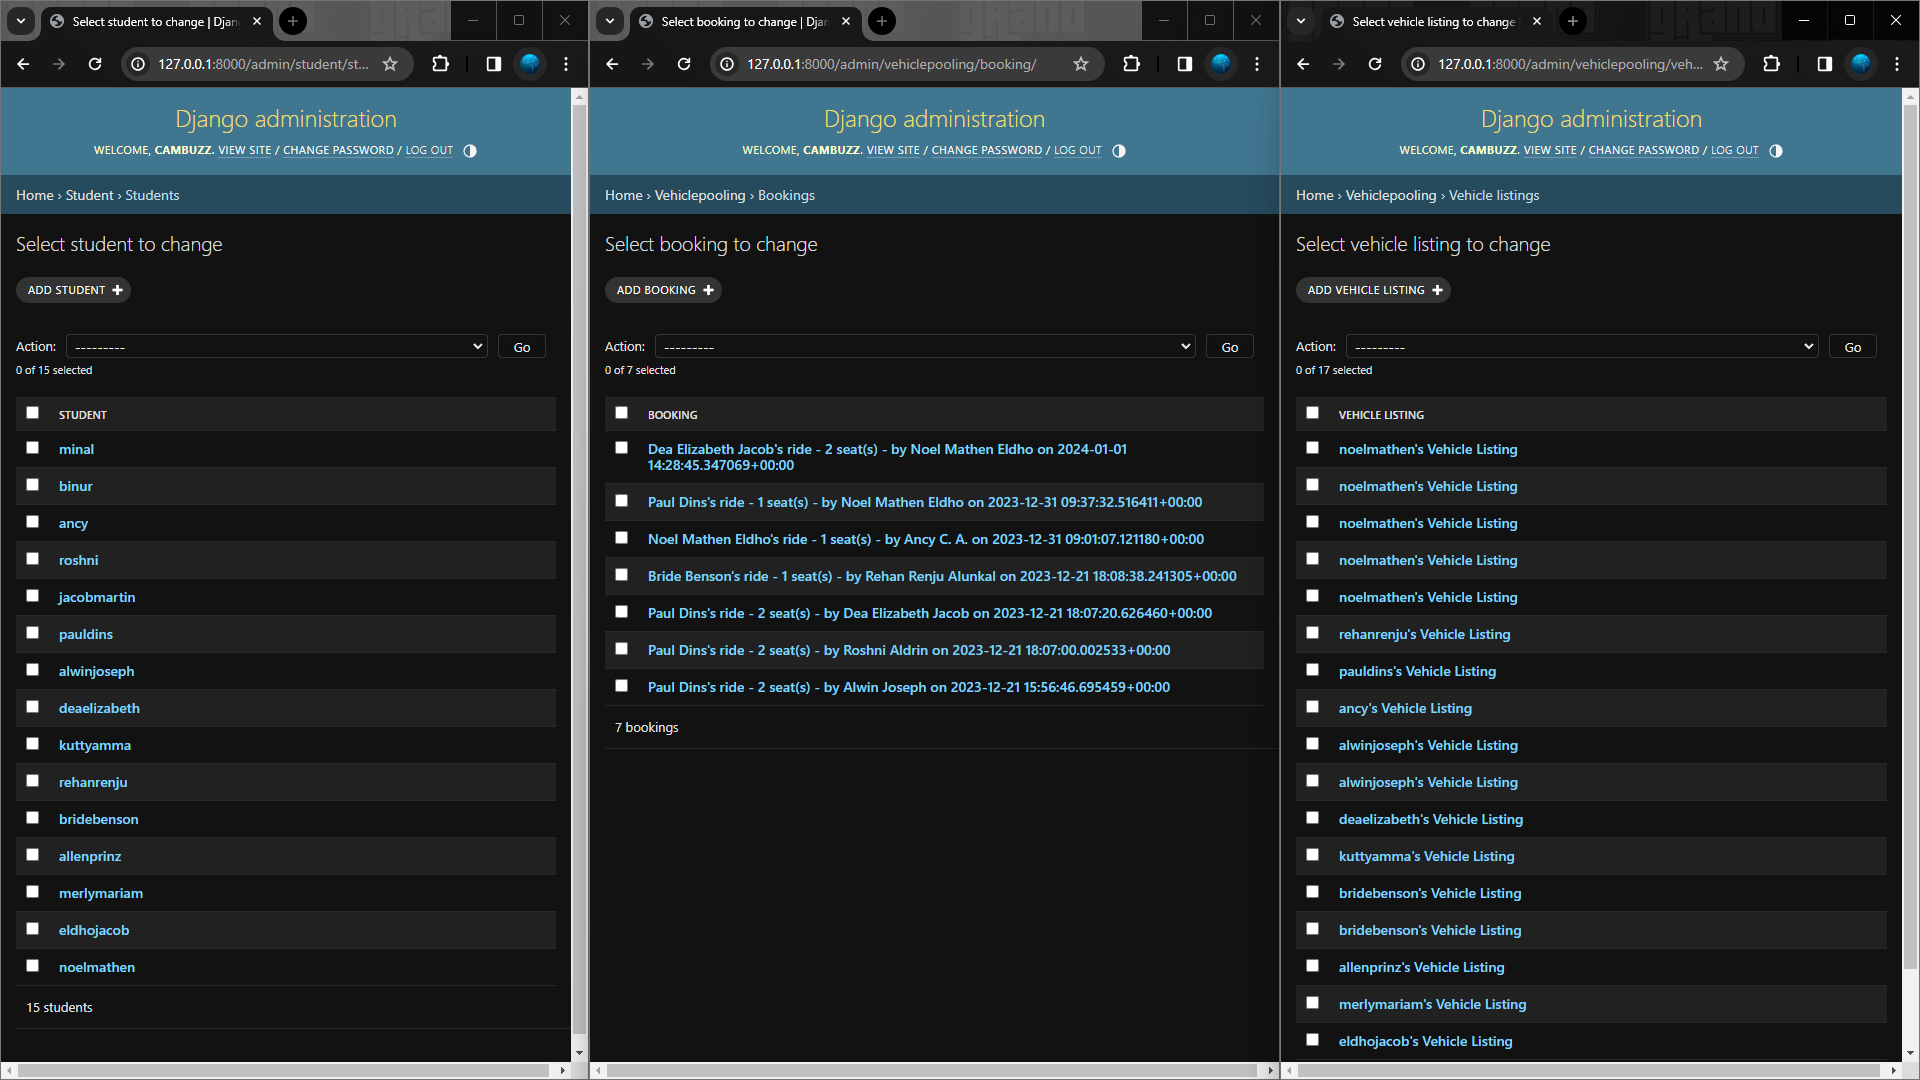 Select student to change | Djan
127.0.0.1:8000/admin/student/st...
Django administration
WELCOME, CAMBUZZ. VIEW SITE / CHANGE PASSWORD / LOG OUT
Home › Student › Students
Select student to change
ADD STUDENT
Action: ---------
Go
0 of 15 selected
STUDENT
minal
binur
ancy
roshni
jacobmartin
pauldins
alwinjoseph
deaelizabeth
kuttyamma
rehanrenju
bridebenson
allenprinz
merlymariam
eldhojacob
noelmathen
15 students
Select booking to change | Dj
127.0.0.1:8000/admin/vehiclepooling/booking/
Django administration
WELCOME, CAMBUZZ. VIEW SITE / CHANGE PASSWORD / LOG OUT
Home › Vehiclepooling › Bookings
Select booking to change
ADD BOOKING
Action: ---------
Go
0 of 7 selected
BOOKING
Dea Elizabeth Jacob's ride - 2 seat(s) - by Noel Mathen Eldho on 2024-01-01
14:28:45.347069+00:00
Paul Dins's ride - 1 seat(s) - by Noel Mathen Eldho on 2023-12-31 09:37:32.516411+00:00
Noel Mathen Eldho's ride - 1 seat(s) - by Ancy C. A. on 2023-12-31 09:01:07.121180+00:00
Bride Benson's ride - 1 seat(s) - by Rehan Renju Alunkal on 2023-12-21 18:08:38.241305+00:00
Paul Dins's ride - 2 seat(s) - by Dea Elizabeth Jacob on 2023-12-21 18:07:20.626460+00:00
Paul Dins's ride - 2 seat(s) - by Roshni Aldrin on 2023-12-21 18:07:00.002533+00:00
Paul Dins's ride - 2 seat(s) - by Alwin Joseph on 2023-12-21 15:56:46.695459+00:00
7 bookings
Select vehicle listing to change
127.0.0.1:8000/admin/vehiclepooling/veh...
Django administration
WELCOME, CAMBUZZ. VIEW SITE / CHANGE PASSWORD / LOG OUT
Home › Vehiclepooling › Vehicle listings
Select vehicle listing to change
ADD VEHICLE LISTING
Action: ---------
Go
0 of 17 selected
VEHICLE LISTING
noelmathen's Vehicle Listing
noelmathen's Vehicle Listing
noelmathen's Vehicle Listing
noelmathen's Vehicle Listing
noelmathen's Vehicle Listing
rehanrenju's Vehicle Listing
pauldins's Vehicle Listing
ancy's Vehicle Listing
alwinjoseph's Vehicle Listing
alwinjoseph's Vehicle Listing
deaelizabeth's Vehicle Listing
kuttyamma's Vehicle Listing
bridebenson's Vehicle Listing
bridebenson's Vehicle Listing
allenprinz's Vehicle Listing
merlymariam's Vehicle Listing
eldhojacob's Vehicle Listing